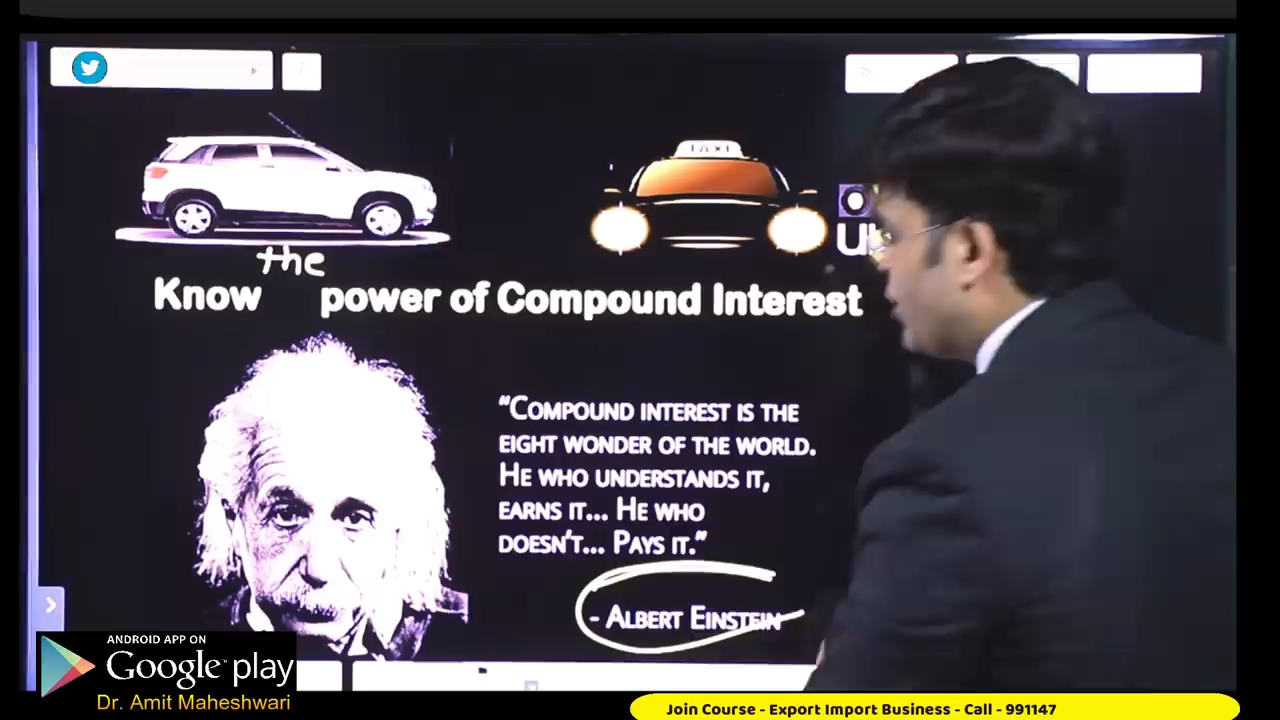 TAXI
the
Know power of Compound Interest
“COMPOUND INTEREST IS THE
EIGHT WONDER OF THE WORLD.
HE WHO UNDERSTANDS IT,
EARNS IT... HE WHO
DOESN'T... PAYS IT.”
- ALBERT EINSTEIN
ANDROID APP ON
Google play
Dr. Amit Maheshwari
Join Course - Export Import Business - Call - 991147